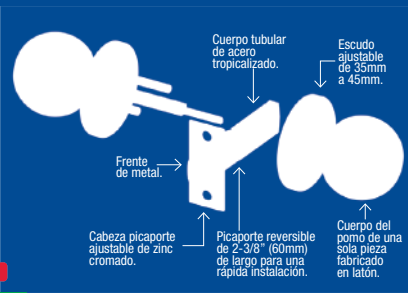 Cuerpo tubular
de acero
tropicalizado.
Escudo
ajustable
de 35mm
a 45mm.
Frente
de metal.
Cabeza picaporte
ajustable de zinc
cromado.
Picaporte reversible
de 2-3/8” (60mm)
de largo para una
rápida instalación.
Cuerpo del
pomo de una
sola pieza
fabricado
en latón.